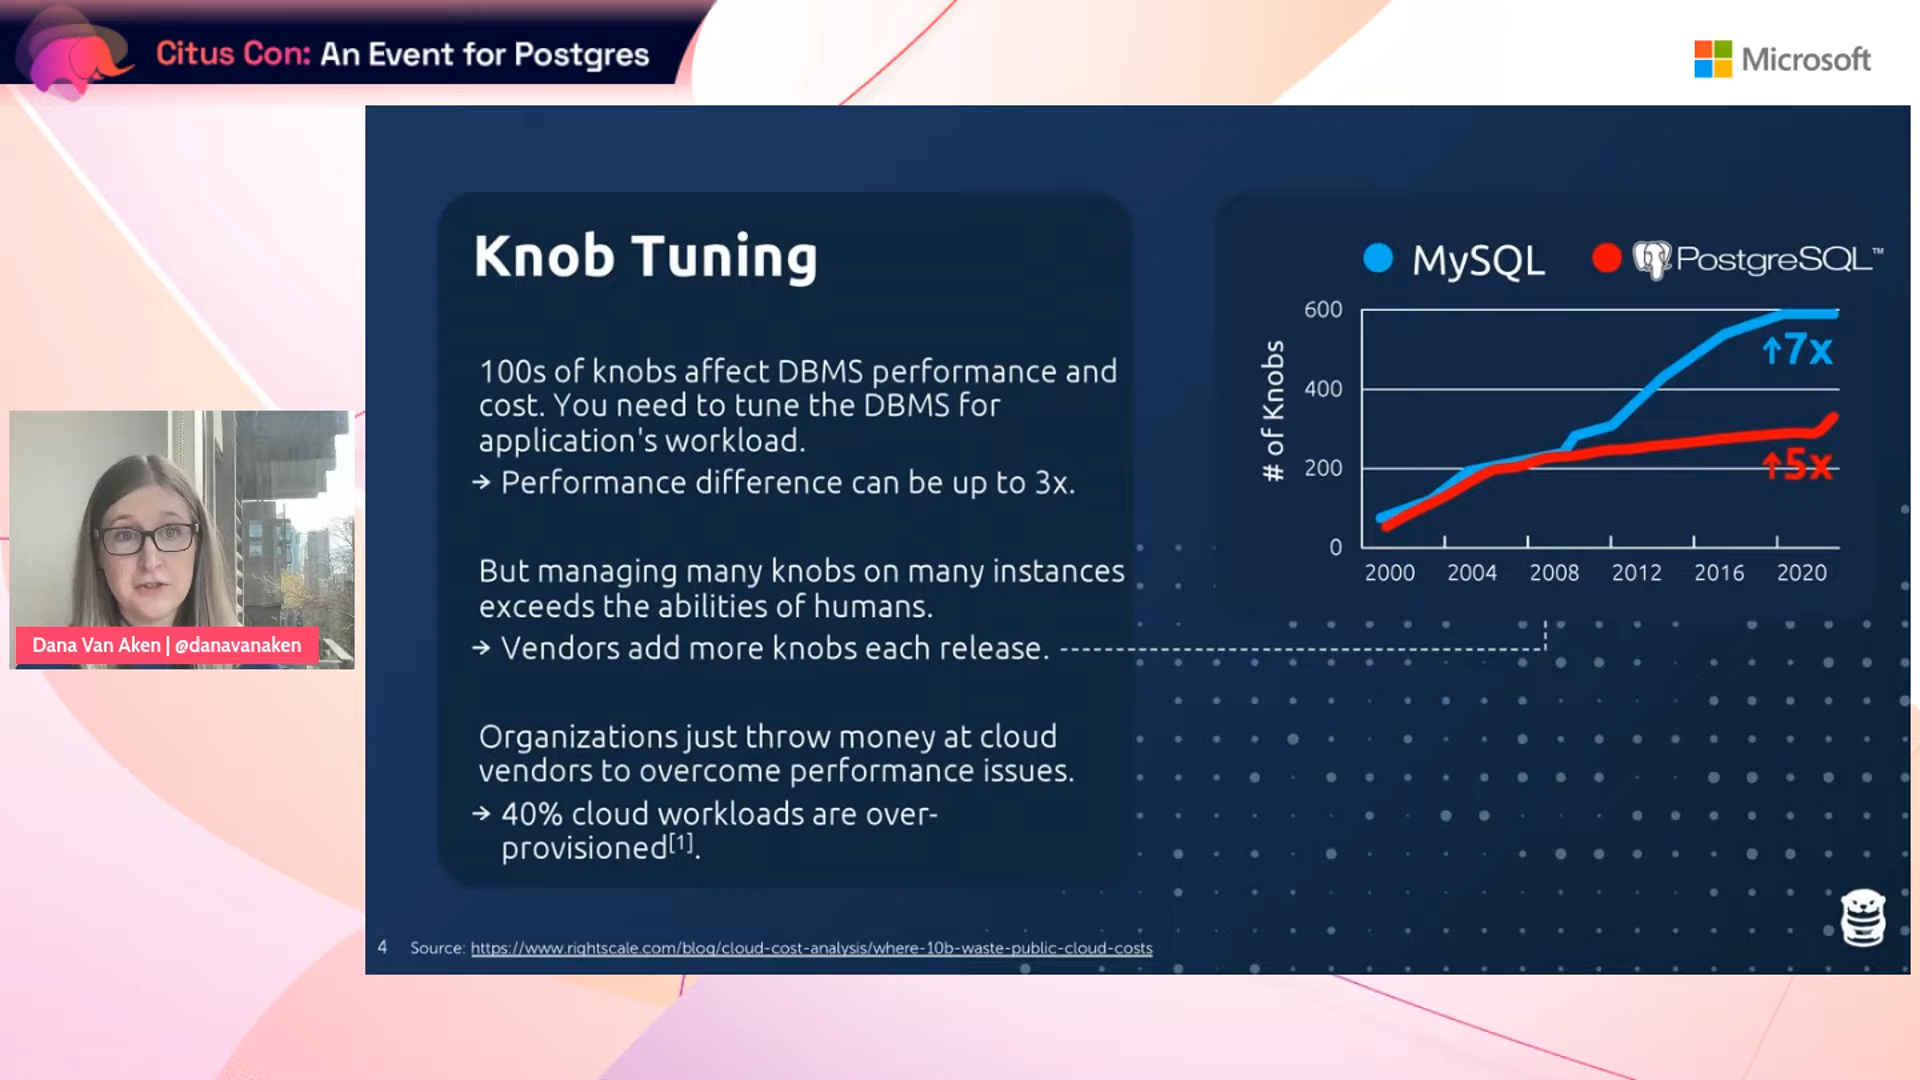 Citus Con: An Event for Postgres
Microsoft
Knob Tuning
100s of knobs affect DBMS performance and
cost. You need to tune the DBMS for
application's workload.
→ Performance difference can be up to 3x.
But managing many knobs on many instances
exceeds the abilities of humans.
→ Vendors add more knobs each release.
Organizations just throw money at cloud
vendors to overcome performance issues.
→ 40% cloud workloads are over-
provisioned[1].
MySQL
PostgreSQL™
# of Knobs
600
400
200
0
↑7x
↑5x
2000 2004 2008 2012 2016 2020
Dana Van Aken | @danavanaken
4 Source: https://www.rightscale.com/blog/cloud-cost-analysis/where-10b-waste-public-cloud-costs